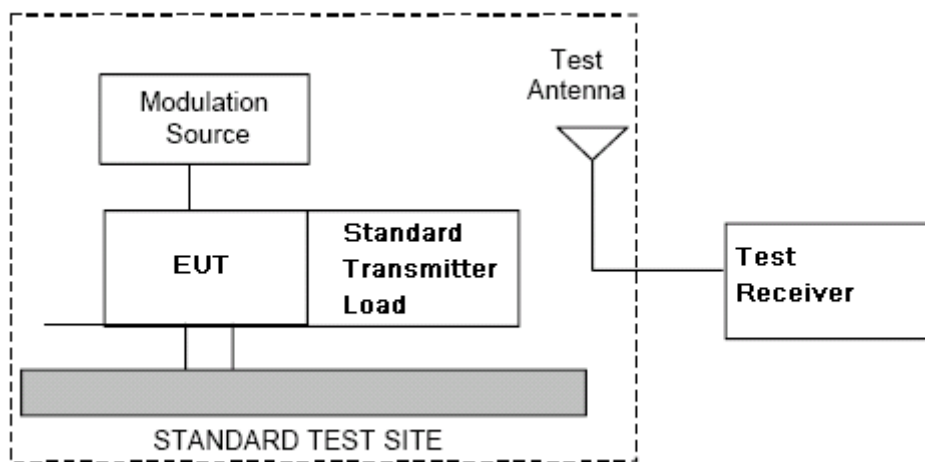 Modulation
Source
Test
Antenna
EUT
Standard
Transmitter
Load
Test
Receiver
STANDARD TEST SITE